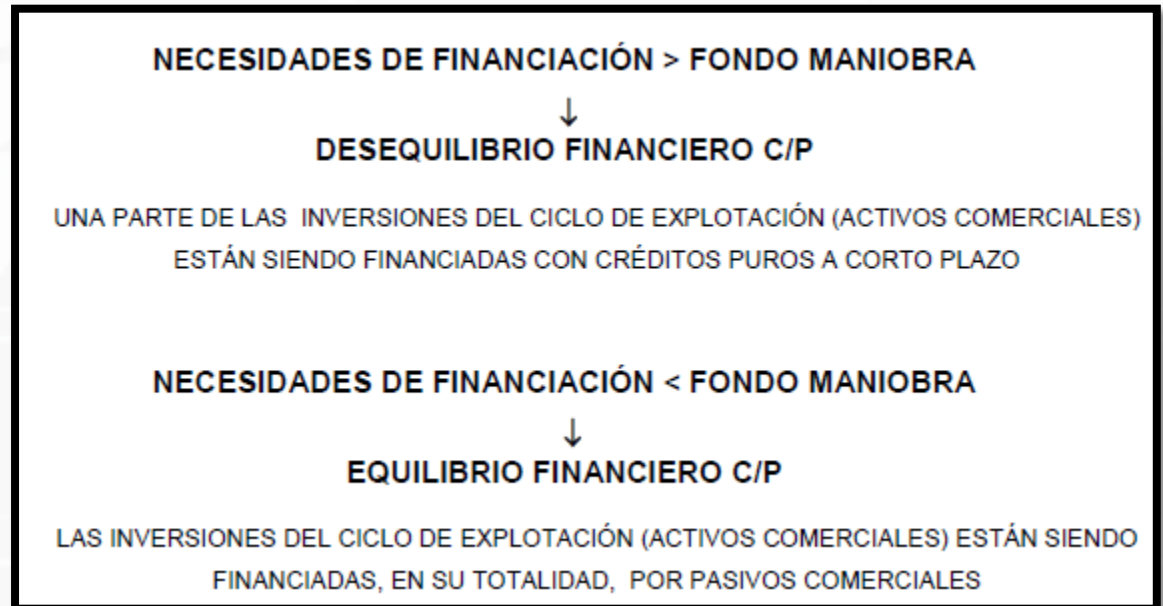 NECESIDADES DE FINANCIACIÓN > FONDO MANIOBRA
↓
DESEQUILIBRIO FINANCIERO C/P
UNA PARTE DE LAS INVERSIONES DEL CICLO DE EXPLOTACIÓN (ACTIVOS COMERCIALES)
ESTÁN SIENDO FINANCIADAS CON CRÉDITOS PUROS A CORTO PLAZO
NECESIDADES DE FINANCIACIÓN < FONDO MANIOBRA
↓
EQUILIBRIO FINANCIERO C/P
LAS INVERSIONES DEL CICLO DE EXPLOTACIÓN (ACTIVOS COMERCIALES) ESTÁN SIENDO
FINANCIADAS, EN SU TOTALIDAD, POR PASIVOS COMERCIALES